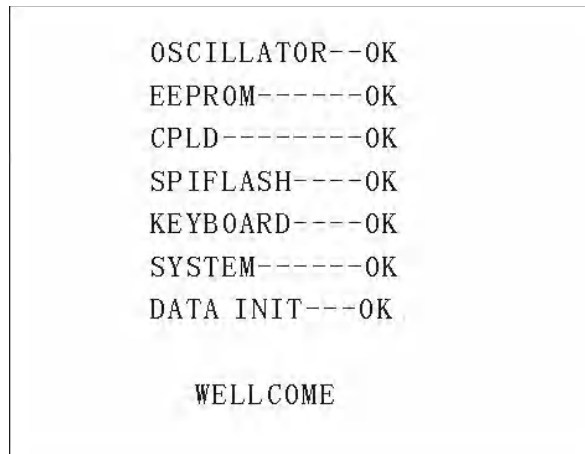 OSCILLATOR--OK
EEPROM------OK
CPLD--------OK
SPIFLASH----OK
KEYBOARD----OK
SYSTEM------OK
DATA INIT---OK
WELLCOME